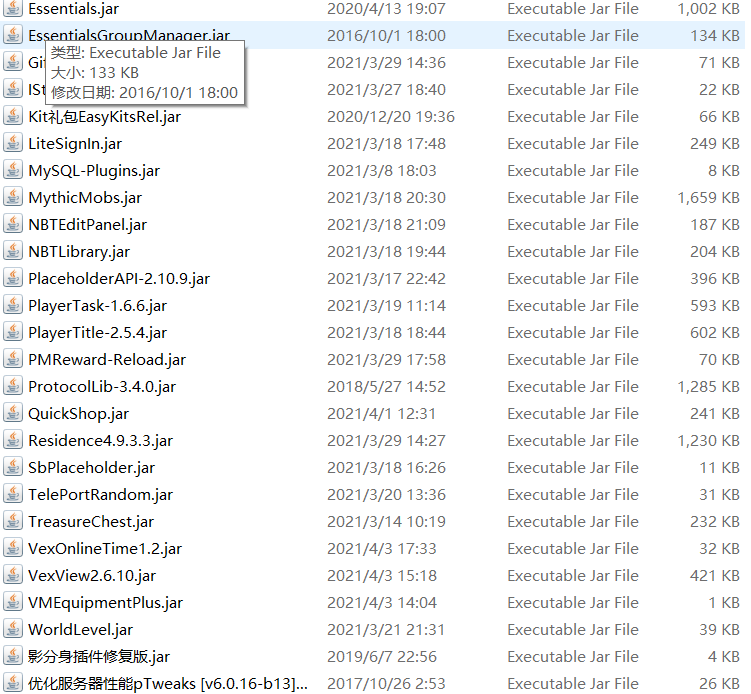 Essentials.jar 2020/4/13 19:07 Executable Jar File 1,002 KB
EssentialsGroupManager.jar 2016/10/1 18:00 Executable Jar File 134 KB
类型: Executable Jar File
大小: 133 KB
修改日期: 2016/10/1 18:00
Gi 2021/3/29 14:36 Executable Jar File 71 KB
ISt 2021/3/27 18:40 Executable Jar File 22 KB
Kit礼包EasyKitsRel.jar 2020/12/20 19:36 Executable Jar File 66 KB
LiteSignIn.jar 2021/3/18 17:48 Executable Jar File 249 KB
MySQL-Plugins.jar 2021/3/8 18:03 Executable Jar File 8 KB
MythicMobs.jar 2021/3/18 20:30 Executable Jar File 1,659 KB
NBTEditPanel.jar 2021/3/18 21:09 Executable Jar File 187 KB
NBTLibrary.jar 2021/3/18 19:44 Executable Jar File 204 KB
PlaceholderAPI-2.10.9.jar 2021/3/17 22:42 Executable Jar File 396 KB
PlayerTask-1.6.6.jar 2021/3/19 11:14 Executable Jar File 593 KB
PlayerTitle-2.5.4.jar 2021/3/18 18:44 Executable Jar File 602 KB
PMReward-Reload.jar 2021/3/29 17:58 Executable Jar File 70 KB
ProtocolLib-3.4.0.jar 2018/5/27 14:52 Executable Jar File 1,285 KB
QuickShop.jar 2021/4/1 12:31 Executable Jar File 241 KB
Residence4.9.3.3.jar 2021/3/29 14:27 Executable Jar File 1,230 KB
SbPlaceholder.jar 2021/3/18 16:26 Executable Jar File 11 KB
TelePortRandom.jar 2021/3/20 13:36 Executable Jar File 31 KB
TreasureChest.jar 2021/3/14 10:19 Executable Jar File 232 KB
VexOnlineTime1.2.jar 2021/4/3 17:33 Executable Jar File 32 KB
VexView2.6.10.jar 2021/4/3 15:18 Executable Jar File 421 KB
VMEquipmentPlus.jar 2021/4/3 14:04 Executable Jar File 1 KB
WorldLevel.jar 2021/3/21 21:31 Executable Jar File 39 KB
影分身插件修复版.jar 2019/6/7 22:56 Executable Jar File 4 KB
优化服务器性能pTweaks [v6.0.16-b13]... 2017/10/26 2:53 Executable Jar File 26 KB